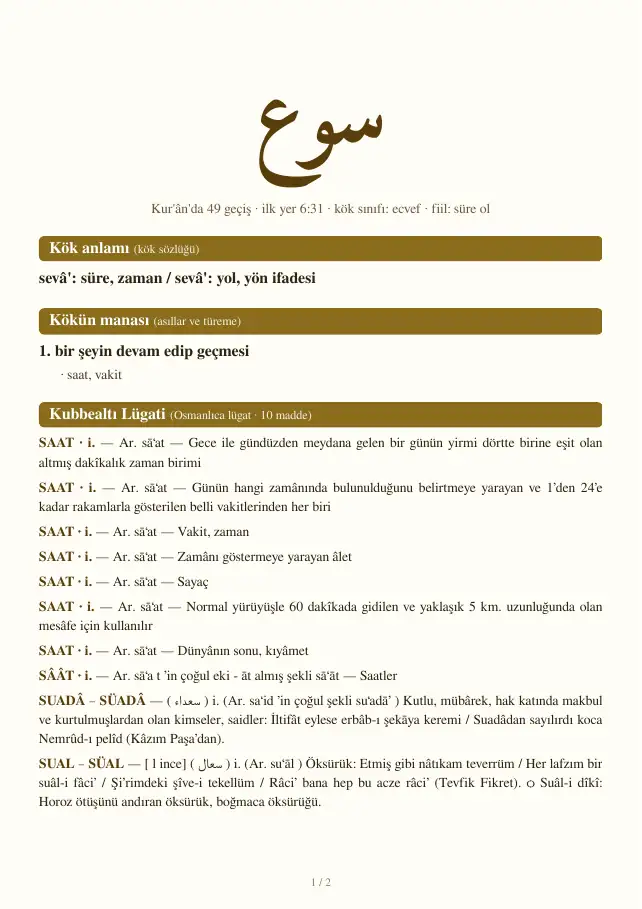 سوع
Kur'ân'da 49 geçiş · ilk yer 6:31 · kök sınıfı: ecvef · fiil: süre ol
Kök anlamı (kök sözlüğü)
sevâ': süre, zaman / sevâ': yol, yön ifadesi
Kökün manası (asıllar ve türeme)
1. bir şeyin devam edip geçmesi
· saat, vakit
Kubbealtı Lügati (Osmanlıca lügat · 10 madde)
SAAT · i. — Ar. sā‘at — Gece ile gündüzden meydana gelen bir günün yirmi dörtte birine eşit olan
altmış dakîkalık zaman birimi
SAAT · i. — Ar. sā‘at — Günün hangi zamânında bulunulduğunu belirtmeye yarayan ve 1’den 24’e
kadar rakamlarla gösterilen belli vakitlerinden her biri
SAAT · i. — Ar. sā‘at — Vakit, zaman
SAAT · i. — Ar. sā‘at — Zamânı göstermeye yarayan âlet
SAAT · i. — Ar. sā‘at — Sayaç
SAAT · i. — Ar. sā‘at — Normal yürüyüşle 60 dakîkada gidilen ve yaklaşık 5 km. uzunluğunda olan
mesâfe için kullanılır
SAAT · i. — Ar. sā‘at — Dünyânın sonu, kıyâmet
SÂÂT · i. — Ar. sā‘a t ’in çoğul eki - āt almış şekli sā‘āt — Saatler
SUADÂ – SÜADÂ — ( سعداء ) i. (Ar. sa‘id ’in çoğul şekli su‘adā’ ) Kutlu, mübârek, hak katında makbul
ve kurtulmuşlardan olan kimseler, saidler: İltifât eylese erbâb-ı şekāya keremi / Suadâdan sayılırdı koca
Nemrûd-ı pelîd (Kâzım Paşa’dan).
SUAL – SÜAL — [ l ince] ( سعال ) i. (Ar. su‘āl ) Öksürük: Etmiş gibi nâtıkam teverrüm / Her lafzım bir
suâl-i fâci’ / Şi’rimdeki şîve-i tekellüm / Râci’ bana hep bu acze râci’ (Tevfik Fikret). ѻ Suâl-i dîkî:
Horoz ötüşünü andıran öksürük, boğmaca öksürüğü.
1 / 2